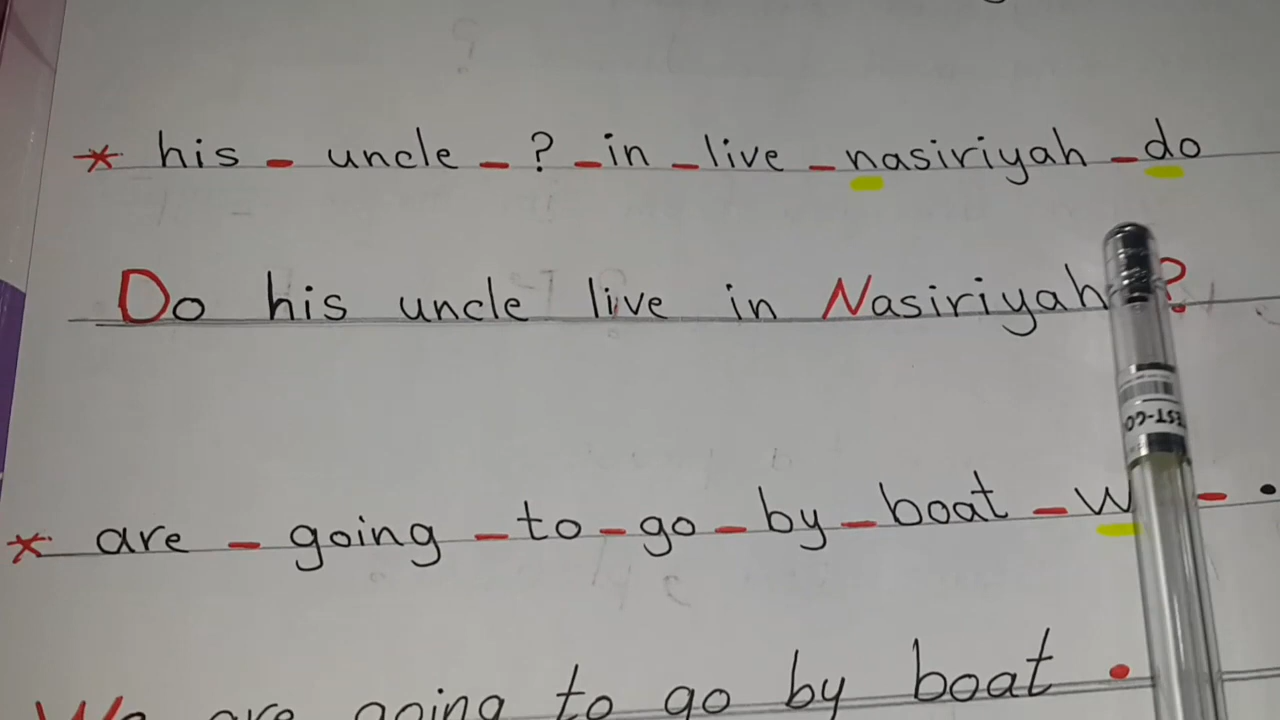 * his - uncle - ? - in - live - nasiriyah - do
Do his uncle live in Nasiriyah ?
* are - going - to - go - by - boat - - .
We are going to go by boat .